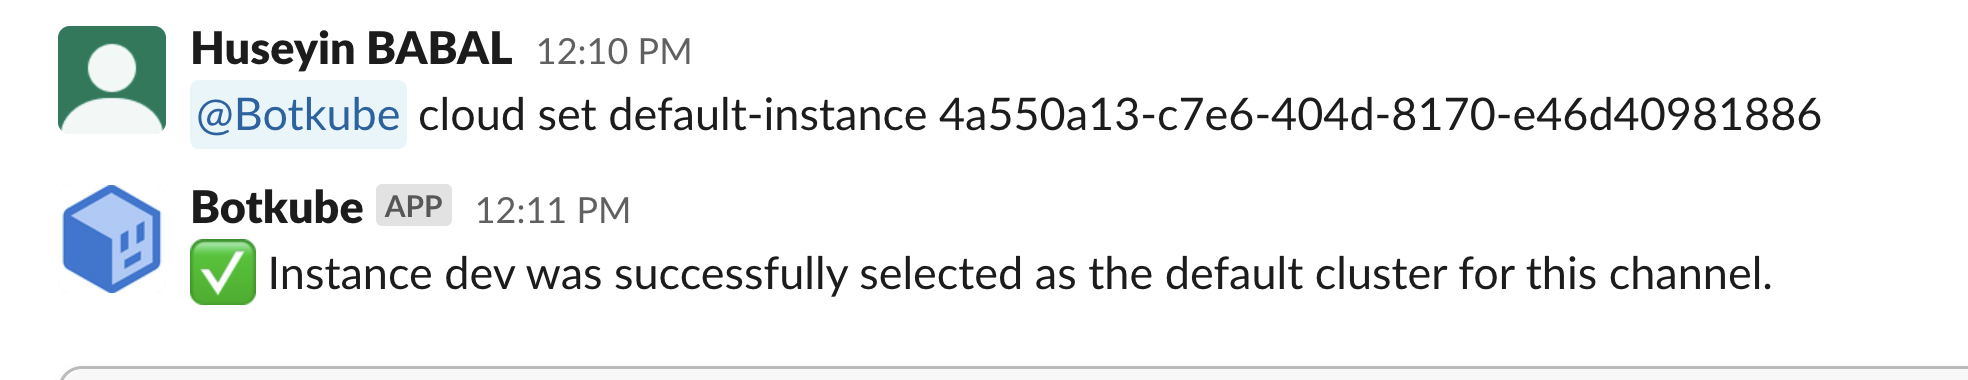 Huseyin BABAL 12:10 PM
@Botkube cloud set default-instance 4a550a13-c7e6-404d-8170-e46d40981886
Botkube APP 12:11 PM
✅ Instance dev was successfully selected as the default cluster for this channel.